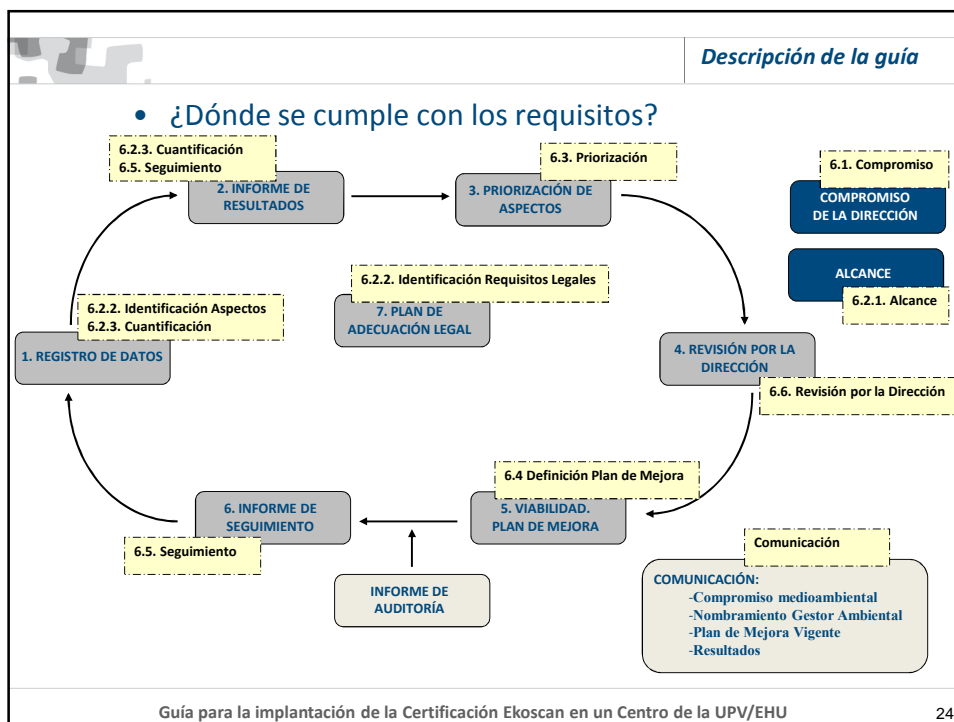 Descripción de la guía
• ¿Dónde se cumple con los requisitos?
6.2.3. Cuantificación
6.5. Seguimiento
2. INFORME DE
RESULTADOS
6.3. Priorización
3. PRIORIZACIÓN DE
ASPECTOS
6.1. Compromiso
COMPROMISO
DE LA DIRECCIÓN
ALCANCE
6.2.1. Alcance
6.2.2. Identificación Requisitos Legales
7. PLAN DE
ADECUACIÓN LEGAL
6.2.2. Identificación Aspectos
6.2.3. Cuantificación
1. REGISTRO DE DATOS
4. REVISIÓN POR LA
DIRECCIÓN
6.6. Revisión por la Dirección
6.4 Definición Plan de Mejora
5. VIABILIDAD.
PLAN DE MEJORA
6. INFORME DE
SEGUIMIENTO
6.5. Seguimiento
INFORME DE
AUDITORÍA
Comunicación
COMUNICACIÓN:
-Compromiso medioambiental
-Nombramiento Gestor Ambiental
-Plan de Mejora Vigente
-Resultados
Guía para la implantación de la Certificación Ekoscan en un Centro de la UPV/EHU
24